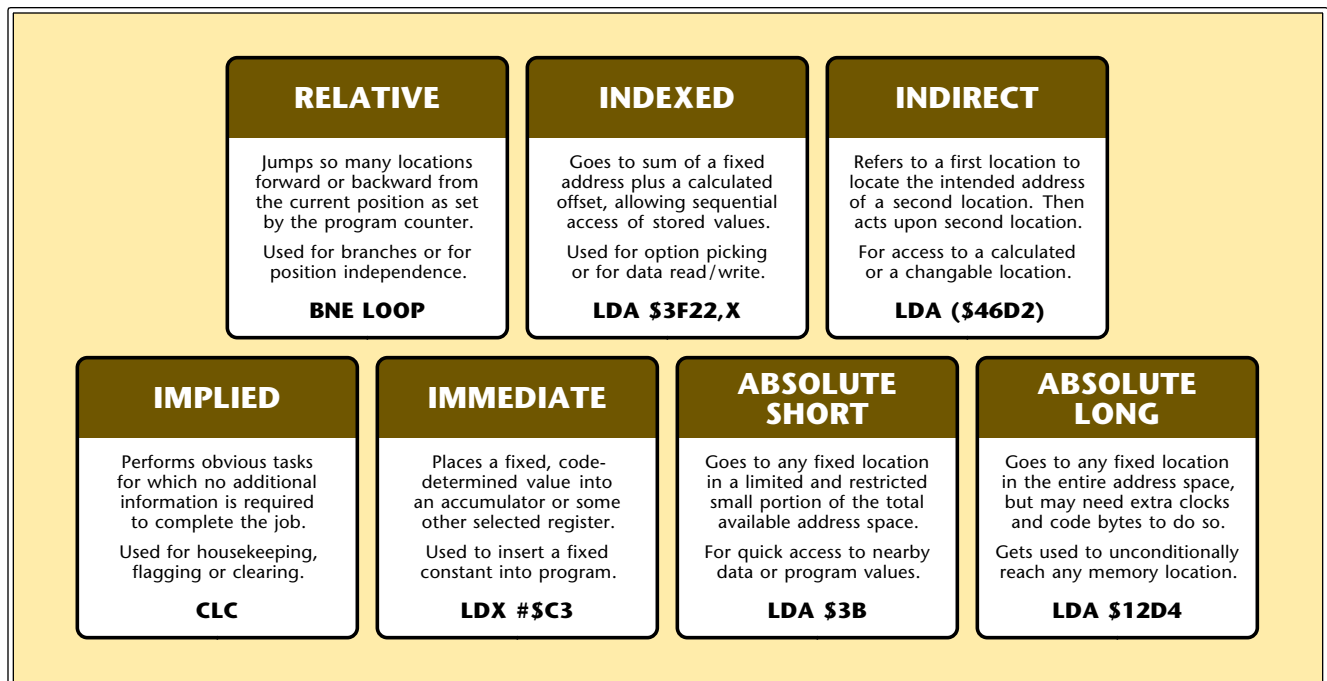 RELATIVE
Jumps so many locations
forward or backward from
the current position as set
by the program counter.
Used for branches or for
position independence.
BNE LOOP
INDEXED
Goes to sum of a fixed
address plus a calculated
offset, allowing sequential
access of stored values.
Used for option picking
or for data read/write.
LDA $3F22,X
INDIRECT
Refers to a first location to
locate the intended address
of a second location. Then
acts upon second location.
For access to a calculated
or a changable location.
LDA ($46D2)
IMPLIED
Performs obvious tasks
for which no additional
information is required
to complete the job.
Used for housekeeping,
flagging or clearing.
CLC
IMMEDIATE
Places a fixed, code-
determined value into
an accumulator or some
other selected register.
Used to insert a fixed
constant into program.
LDX #$C3
ABSOLUTE
SHORT
Goes to any fixed location
in a limited and restricted
small portion of the total
available address space.
For quick access to nearby
data or program values.
LDA $3B
ABSOLUTE
LONG
Goes to any fixed location
in the entire address space,
but may need extra clocks
and code bytes to do so.
Gets used to unconditionally
reach any memory location.
LDA $12D4